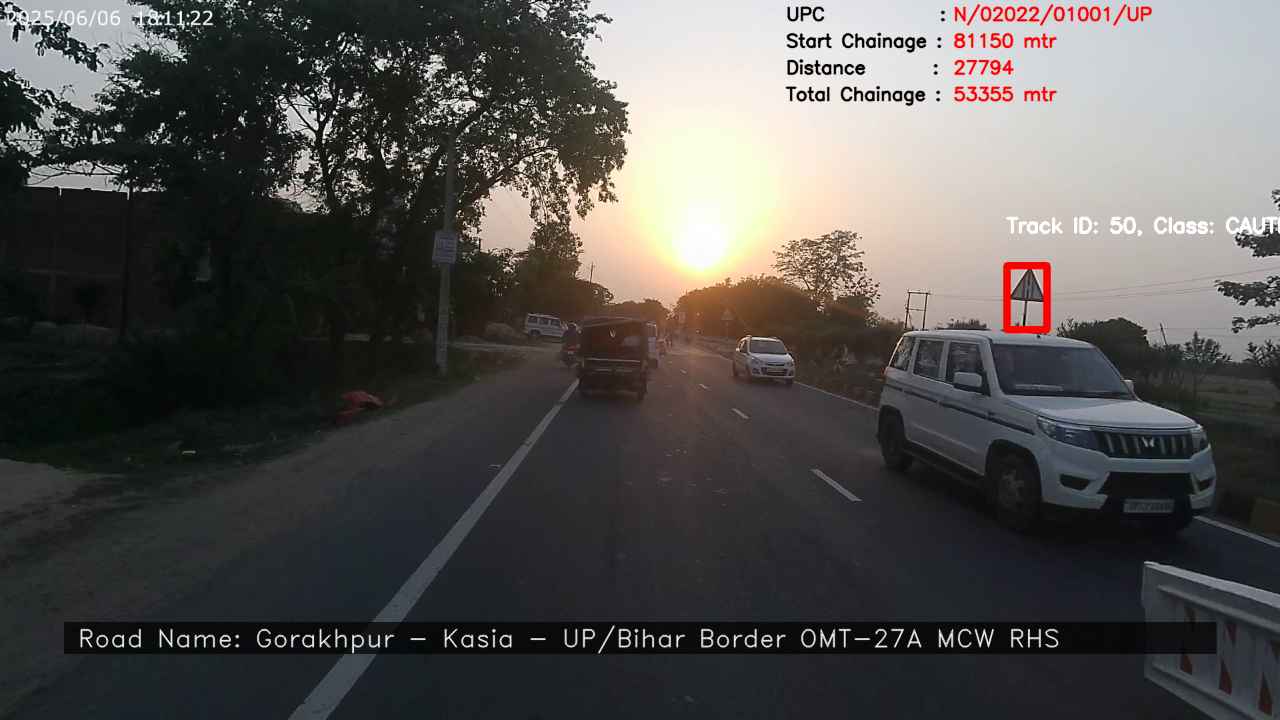 2025/06/06 18:11:22
UPC : N/02022/01001/UP
Start Chainage : 81150 mtr
Distance : 27794
Total Chainage : 53355 mtr
Track ID: 50, Class: CAUT
Road Name: Gorakhpur - Kasia - UP/Bihar Border OMT-27A MCW RHS